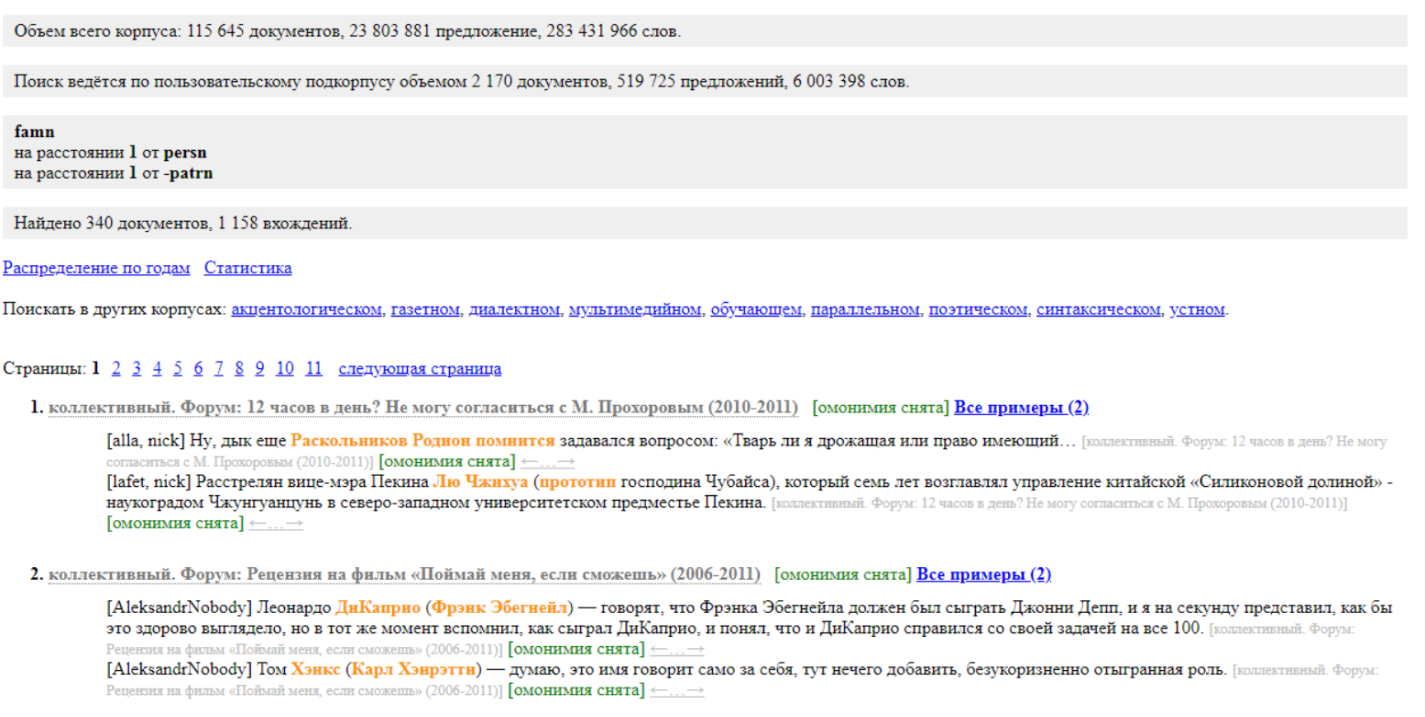 Объем всего корпуса: 115 645 документов, 23 803 881 предложение, 283 431 966 слов.
Поиск ведётся по пользовательскому подкорпусу объемом 2 170 документов, 519 725 предложений, 6 003 398 слов.
famn
на расстоянии 1 от persn
на расстоянии 1 от -patrn
Найдено 340 документов, 1 158 вхождений.
Распределение по годам Статистика
Поискать в других корпусах: акцентологическом, газетном, диалектном, мультимедийном, обучающем, параллельном, поэтическом, синтаксическом, устном.
Страницы: 1 2 3 4 5 6 7 8 9 10 11 следующая страница
1. коллективный. Форум: 12 часов в день? Не могу согласиться с М. Прохоровым (2010-2011) [омонимия снята] Все примеры (2)
[alla, nick] Ну, дык еще Раскольников Родион помнится задавался вопросом: «Тварь ли я дрожащая или право имеющий… [коллективный. Форум: 12 часов в день? Не могу
согласиться с М. Прохоровым (2010-2011)] [омонимия снята] ←…→
[lafet, nick] Расстрелян вице-мэра Пекина Лю Чжихуа (прототип господина Чубайса), который семь лет возглавлял управление китайской «Силиконовой долиной» -
наукоградом Чжунгуанцунь в северо-западном университетском предместье Пекина. [коллективный. Форум: 12 часов в день? Не могу согласиться с М. Прохоровым (2010-2011)]
[омонимия снята] ←…→
2. коллективный. Форум: Рецензия на фильм «Поймай меня, если сможешь» (2006-2011) [омонимия снята] Все примеры (2)
[AleksandrNobody] Леонардо ДиКаприо (Фрэнк Эбегнейл) — говорят, что Фрэнка Эбегнейла должен был сыграть Джонни Депп, и я на секунду представил, как бы
это здорово выглядело, но в тот же момент вспомнил, как сыграл ДиКаприо, и понял, что и ДиКаприо справился со своей задачей на все 100. [коллективный. Форум:
Рецензия на фильм «Поймай меня, если сможешь» (2006-2011)] [омонимия снята] ←…→
[AleksandrNobody] Том Хэнкс (Карл Хэнрэтти) — думаю, это имя говорит само за себя, тут нечего добавить, безукоризненно отыгранная роль. [коллективный. Форум:
Рецензия на фильм «Поймай меня, если сможешь» (2006-2011)] [омонимия снята] ←…→